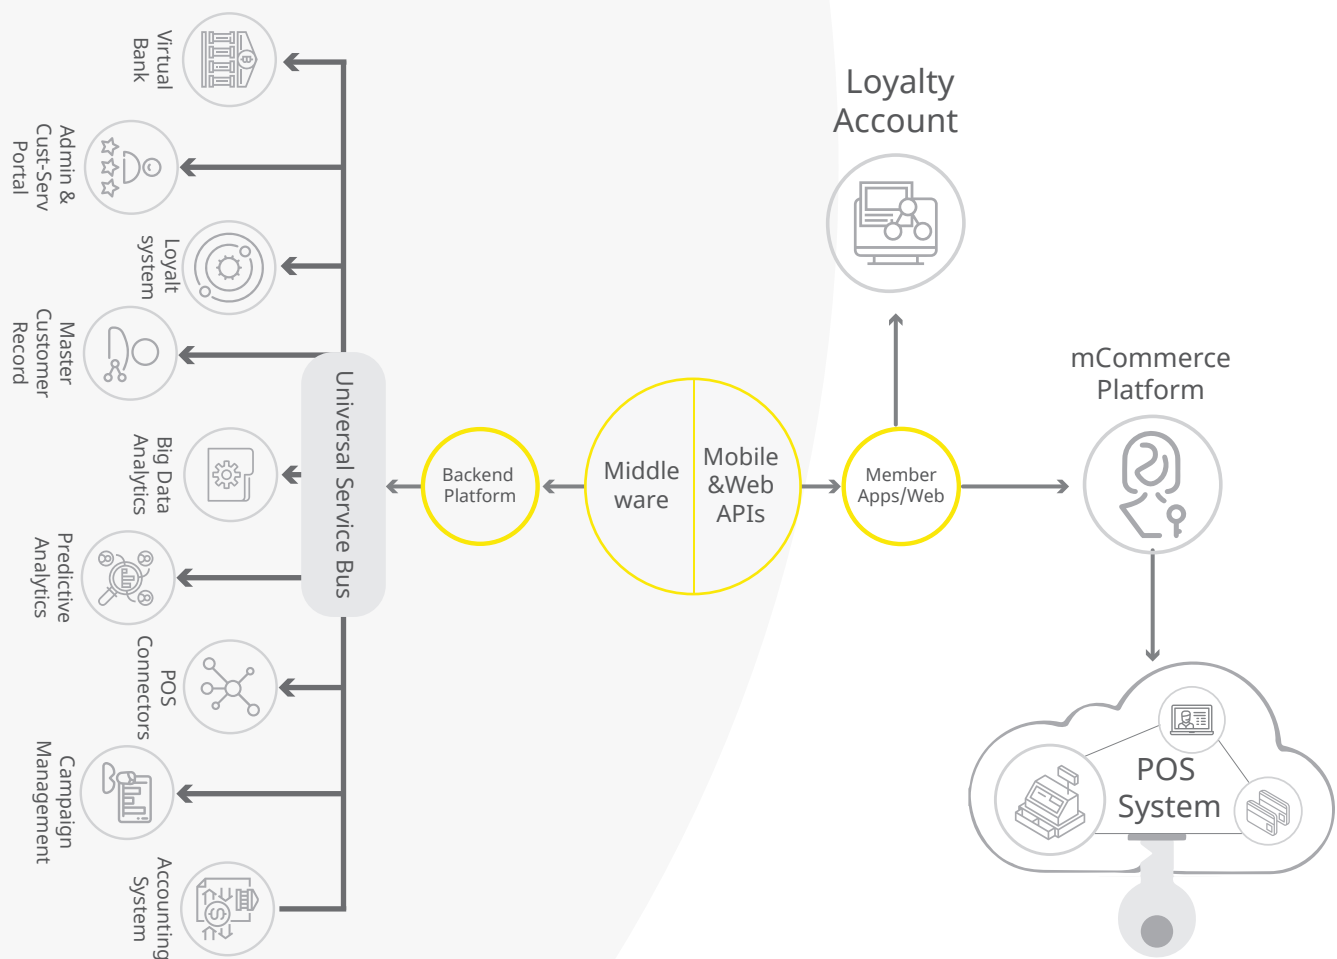 Virtual
Bank
Admin &
Cust-Serv
Portal
Loyalt
system
Master
Customer
Record
Big Data
Analytics
Predictive
Analytics
POS
Connectors
Campaign
Management
Accounting
System
Universal Service Bus
Backend
Platform
Middle
ware
Mobile
&Web
APIs
Member
Apps/Web
Loyalty
Account
mCommerce
Platform
POS
System